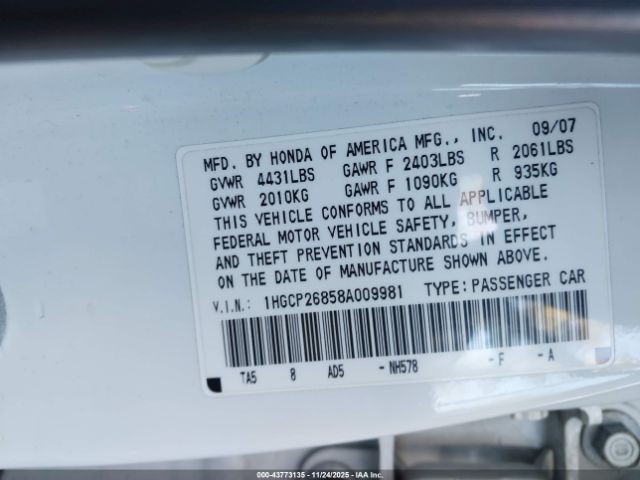 MFD. BY HONDA OF AMERICA MFG., INC. 09/07
GVWR 4431LBS GAWR F 2403LBS R 2061LBS
GVWR 2010KG GAWR F 1090KG R 935KG
THIS VEHICLE CONFORMS TO ALL APPLICABLE
FEDERAL MOTOR VEHICLE SAFETY, BUMPER,
AND THEFT PREVENTION STANDARDS IN EFFECT
ON THE DATE OF MANUFACTURE SHOWN ABOVE.
V.I.N.: 1HGCP26858A009981 TYPE: PASSENGER CAR
TA5 8 AD5 -NH578 -F -A
000-43773135 - 11/24/2025 - IAA Inc.